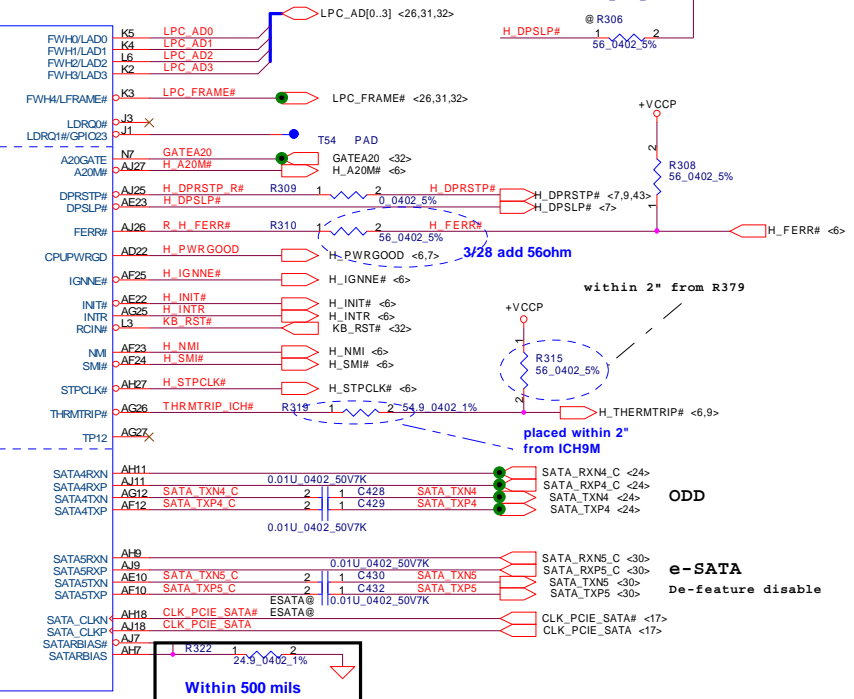 LPC_AD[0..3] <26,31,32>
@ R306
H_DPSLP# 1 2
56_0402_5%
FWH0/LAD0 K5 LPC_AD0
FWH1/LAD1 K4 LPC_AD1
FWH2/LAD2 L6 LPC_AD2
FWH3/LAD3 K2 LPC_AD3
FWH4/LFRAME# K3 LPC_FRAME# LPC_FRAME# <26,31,32>
+VCCP
LDRQ0# J3
LDRQ1#/GPIO23 J1
T54 PAD
A20GATE N7 GATEA20 GATEA20 <32>
A20M# AJ27 H_A20M# H_A20M# <6>
2 R308
56_0402_5%
1
DPRSTP# AJ25 H_DPRSTP_R# R309 1 2 H_DPRSTP# H_DPRSTP# <7,9,43>
DPSLP# AE23 H_DPSLP# 0_0402_5% H_DPSLP# <7>
FERR# AJ26 R_H_FERR# R310 1 2 H_FERR# H_FERR# <6>
56_0402_5%
3/28 add 56ohm
CPUPWRGD AD22 H_PWRGOOD H_PWRGOOD <6,7>
IGNNE# AF25 H_IGNNE# H_IGNNE# <6>
within 2" from R379
INIT# AE22 H_INIT# H_INIT# <6>
INTR AG25 H_INTR H_INTR <6>
RCIN# L3 KB_RST# KB_RST# <32>
+VCCP
NMI AF23 H_NMI H_NMI <6>
SMI# AF24 H_SMI# H_SMI# <6>
1 R315
56_0402_5%
2
STPCLK# AH27 H_STPCLK# H_STPCLK# <6>
THRMTRIP# AG26 THRMTRIP_ICH# R319 1 2 54.9_0402_1% H_THERMTRIP# <6,9>
TP12 AG27
placed within 2"
from ICH9M
SATA4RXN AH11 SATA_RXN4_C <24>
SATA4RXP AJ11 0.01U_0402_50V7K SATA_RXP4_C <24>
SATA4TXN AG12 SATA_TXN4_C 2 1 C428 SATA_TXN4 SATA_TXN4 <24>
SATA4TXP AF12 SATA_TXP4_C 2 1 C429 SATA_TXP4 SATA_TXP4 <24>
ODD
0.01U_0402_50V7K
SATA5RXN AH9 SATA_RXN5_C <30>
SATA5RXP AJ9 0.01U_0402_50V7K SATA_RXP5_C <30>
SATA5TXN AE10 SATA_TXN5_C 2 1 C430 SATA_TXN5 SATA_TXN5 <30>
SATA5TXP AF10 SATA_TXP5_C 2 1 C432 SATA_TXP5 SATA_TXP5 <30>
e-SATA
De-feature disable
ESATA@ 0.01U_0402_50V7K
ESATA@
SATA_CLKN AH18 CLK_PCIE_SATA# CLK_PCIE_SATA# <17>
SATA_CLKP AJ18 CLK_PCIE_SATA CLK_PCIE_SATA <17>
SATARBIAS# AJ7
SATARBIAS AH7 R322 1 2
24.9_0402_1%
Within 500 mils